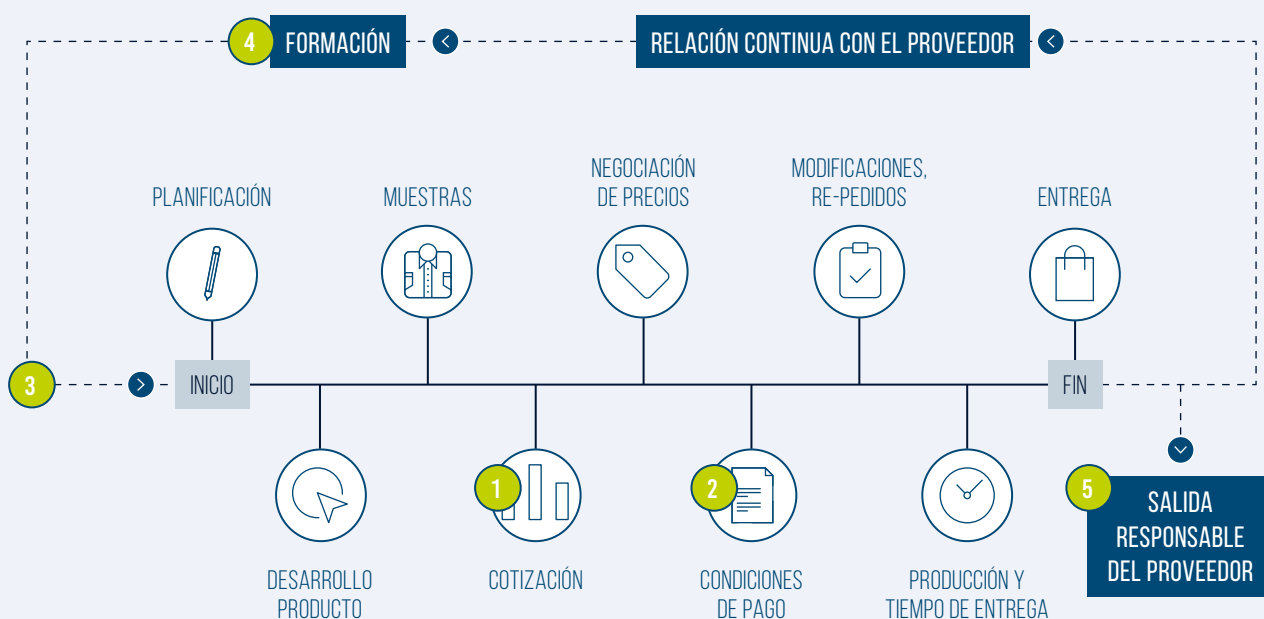 4
FORMACIÓN
RELACIÓN CONTINUA CON EL PROVEEDOR
PLANIFICACIÓN
MUESTRAS
NEGOCIACIÓN
DE PRECIOS
MODIFICACIONES,
RE-PEDIDOS
ENTREGA
3
INICIO
FIN
1
2
5
SALIDA
RESPONSABLE
DEL PROVEEDOR
DESARROLLO
PRODUCTO
COTIZACIÓN
CONDICIONES
DE PAGO
PRODUCCIÓN Y
TIEMPO DE ENTREGA